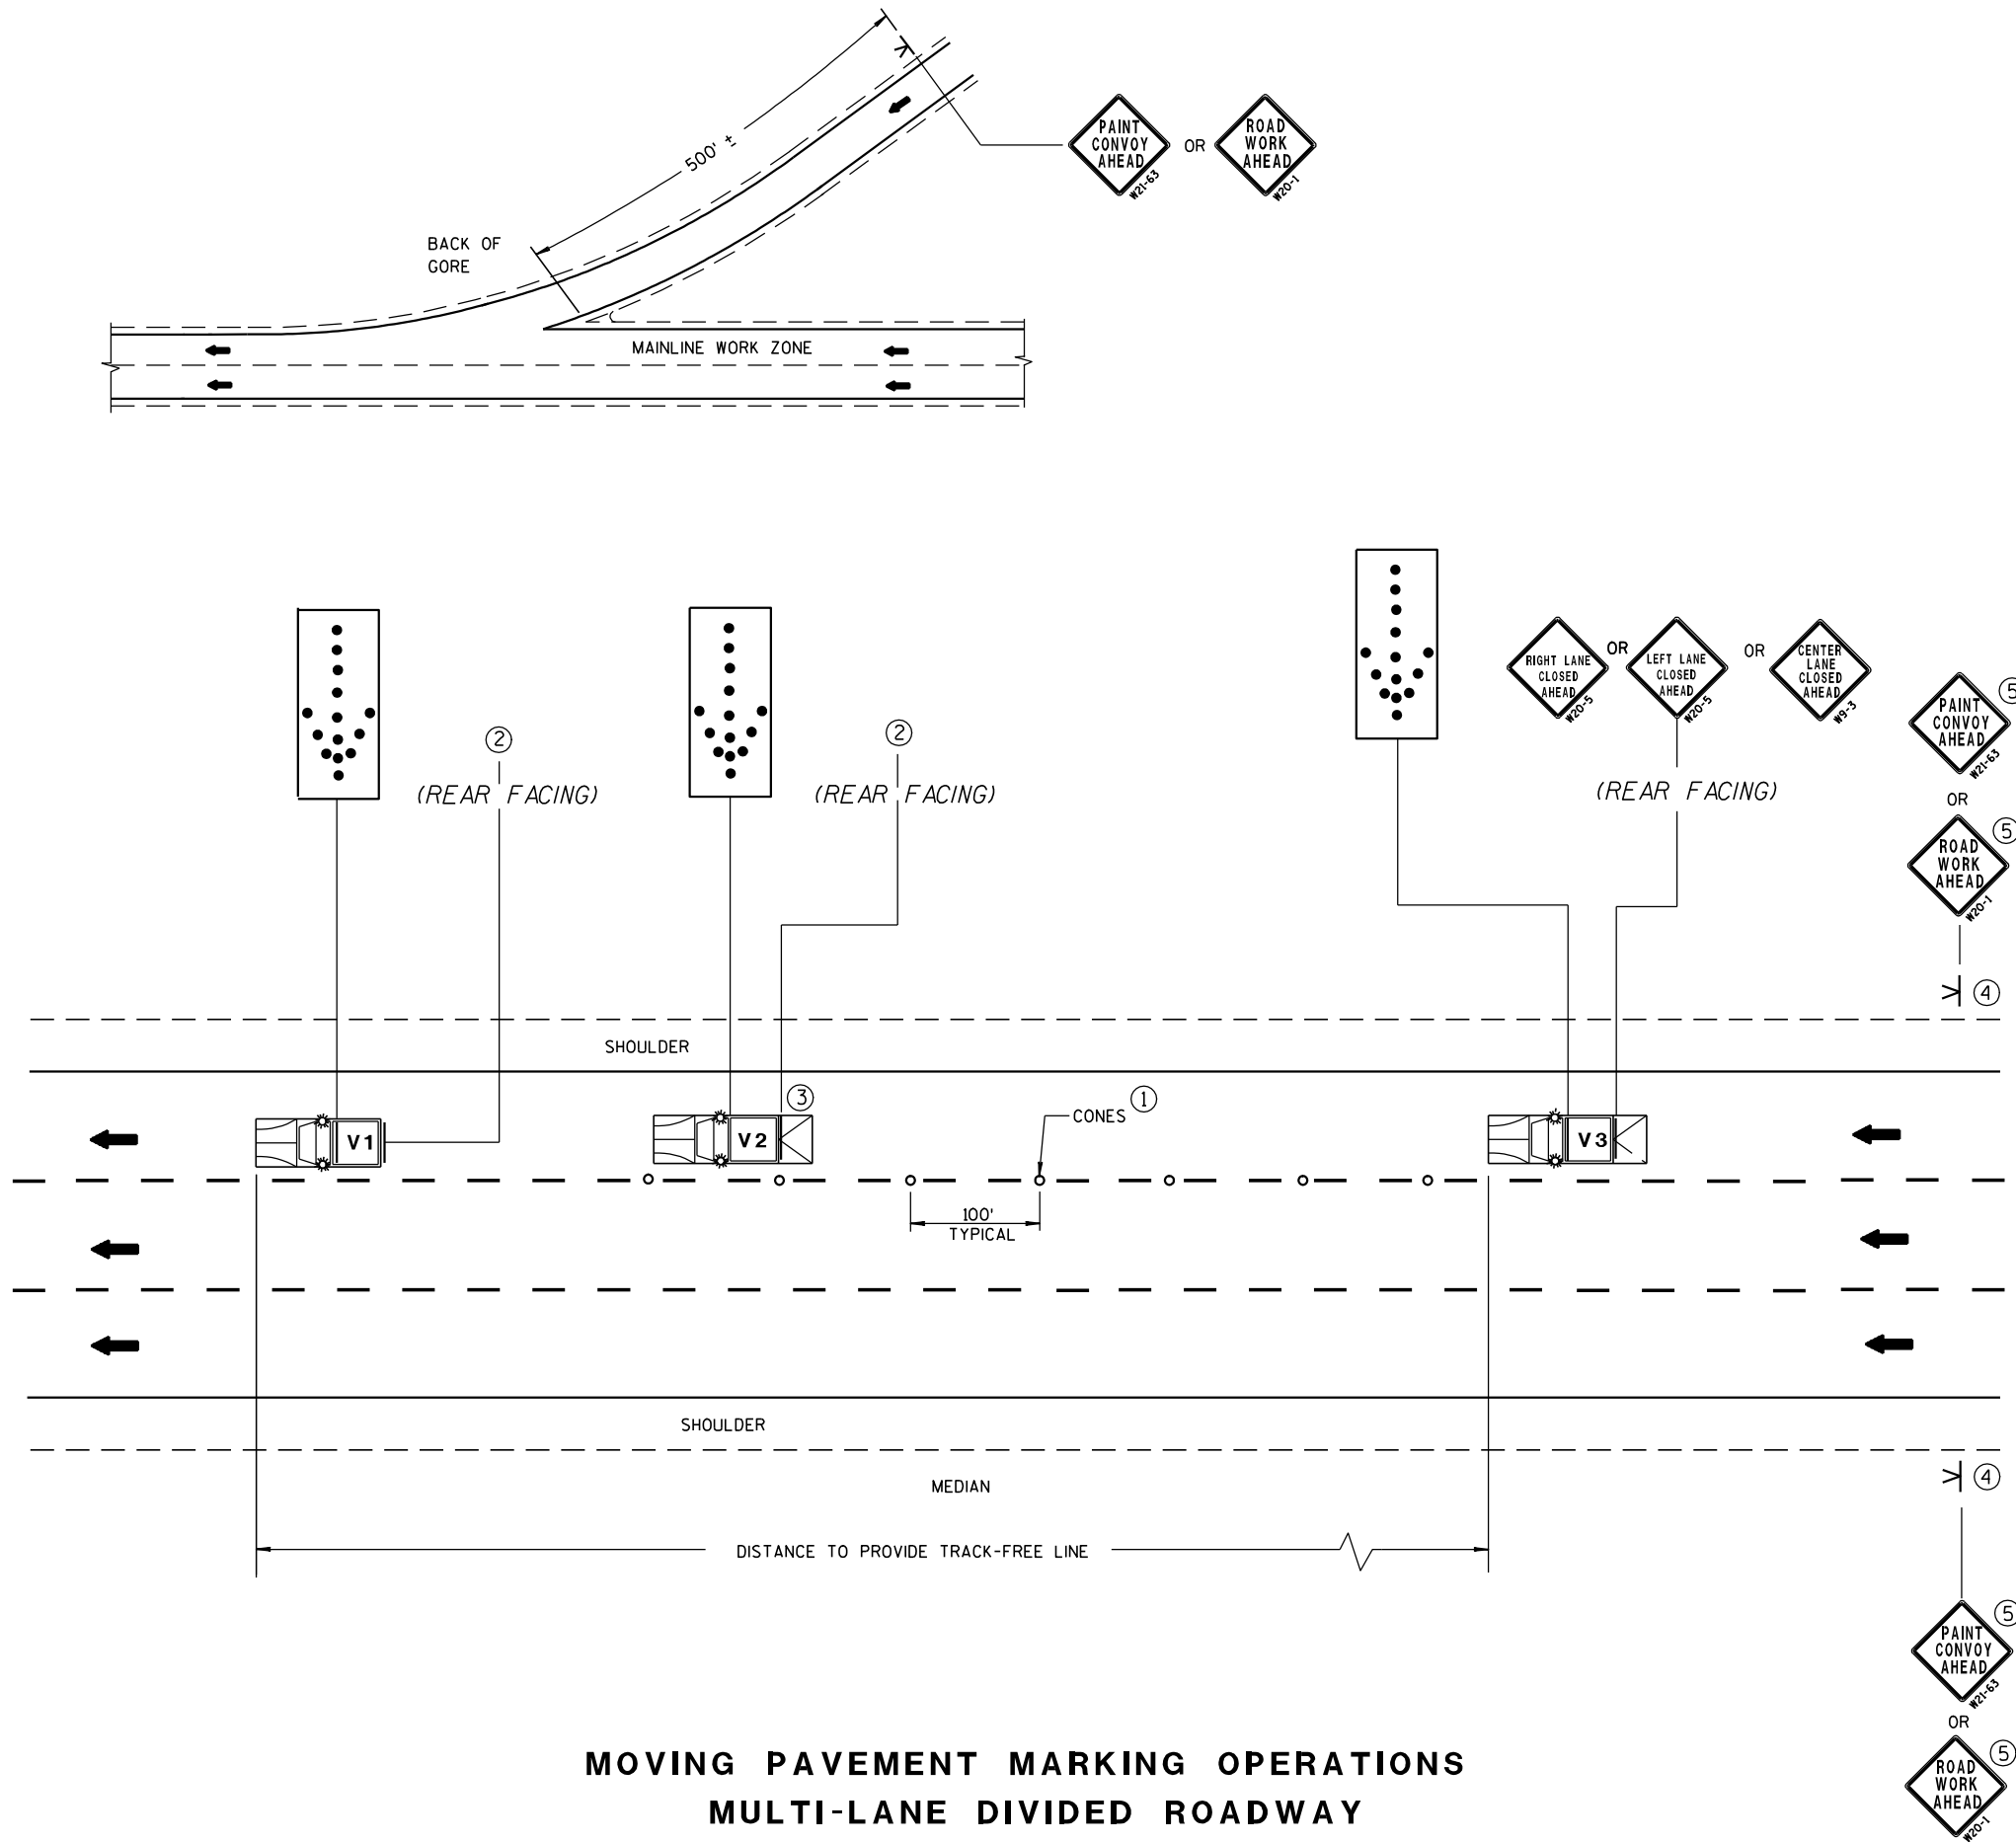 500' ±
PAINT
CONVOY
AHEAD
W21-63
OR
ROAD
WORK
AHEAD
W20-1
BACK OF
GORE
MAINLINE WORK ZONE
②
(REAR FACING)
②
(REAR FACING)
RIGHT LANE
CLOSED
AHEAD
W20-5
OR
LEFT LANE
CLOSED
AHEAD
W20-5
OR
CENTER
LANE
CLOSED
AHEAD
W9-3
(REAR FACING)
⑤
PAINT
CONVOY
AHEAD
W21-63
OR
⑤
ROAD
WORK
AHEAD
W20-1
④
SHOULDER
V1
V2
③
CONES
①
V3
100'
TYPICAL
SHOULDER
MEDIAN
④
DISTANCE TO PROVIDE TRACK-FREE LINE
⑤
PAINT
CONVOY
AHEAD
W21-63
OR
⑤
ROAD
WORK
AHEAD
W20-1
MOVING PAVEMENT MARKING OPERATIONS
MULTI-LANE DIVIDED ROADWAY